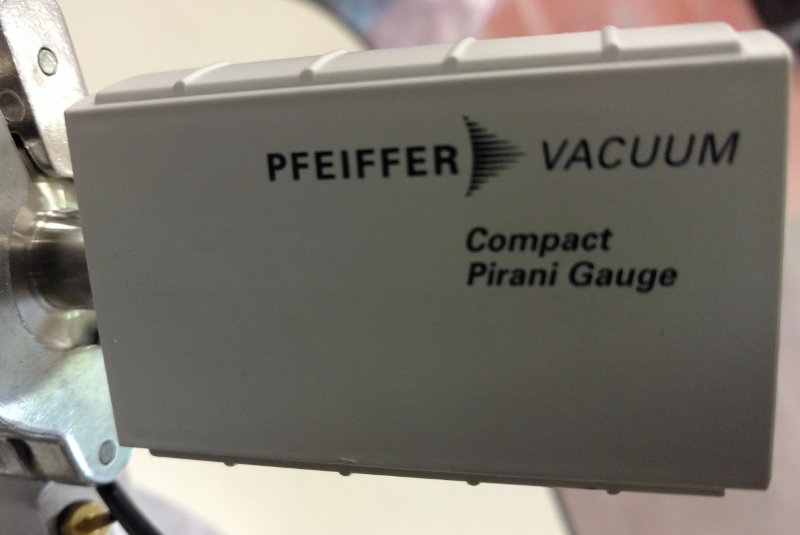 PFEIFFER VACUUM
Compact
Pirani Gauge